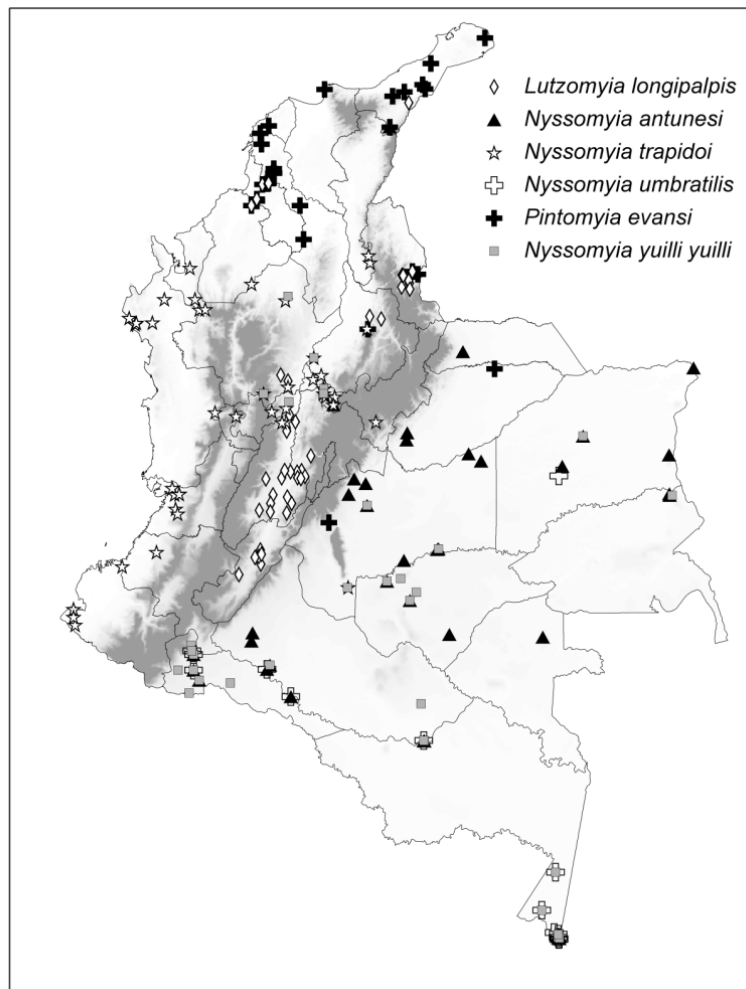 Lutzomyia longipalpis
Nyssomyia antunesi
Nyssomyia trapidoi
Nyssomyia umbratilis
Pintomyia evansi
Nyssomyia yuilli yuilli